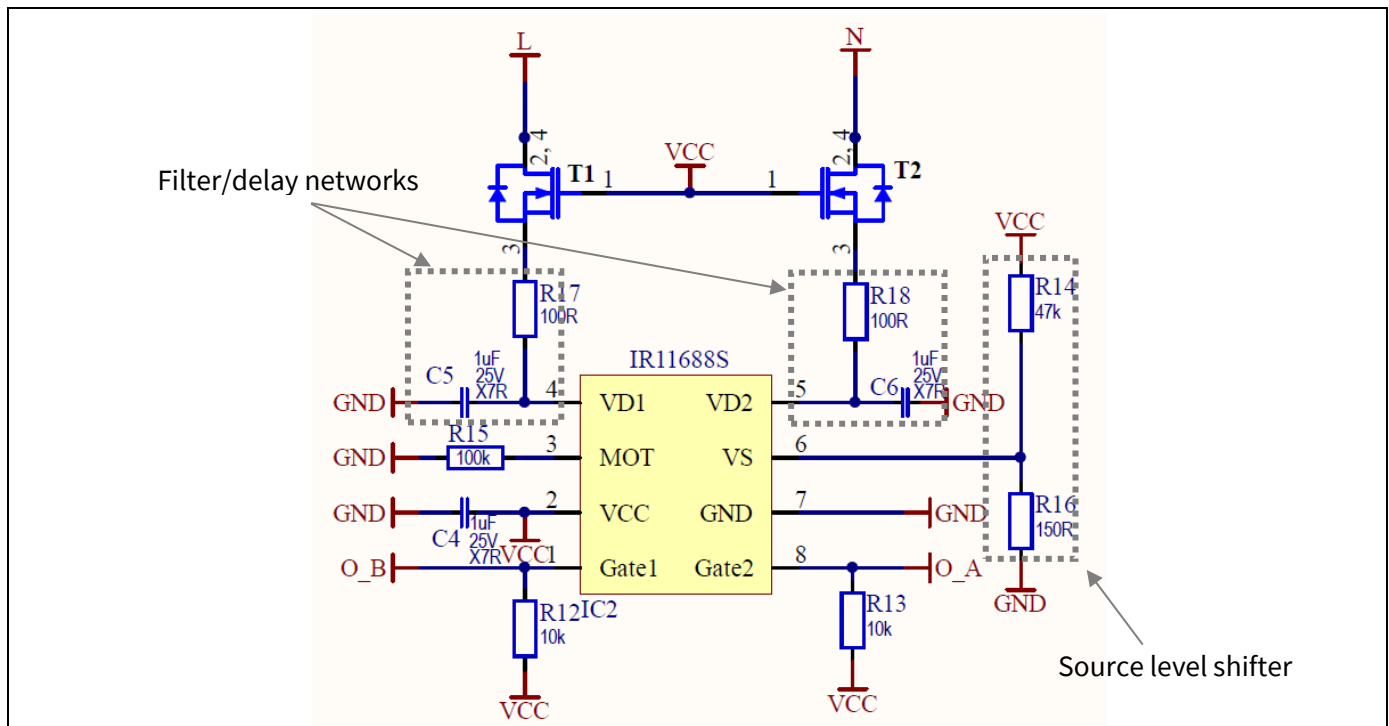 L
N
2, 4
2, 4
T1
VCC
T2
1
1
Filter/delay networks
3
3
VCC
R17
100R
R18
100R
R14
47k
IR11688S
C5
1uF
25V
X7R
4
VD1
VD2
5
C6
1uF
25V
X7R
GND
GND
R15
100k
GND
3
MOT
VS
6
R16
150R
GND
C4
1uF
25V
X7R
2
VCC
GND
7
GND
VCC
O_B
1
Gate1
Gate2
8
O_A
GND
R12
10k
IC2
R13
10k
Source level shifter
VCC
VCC